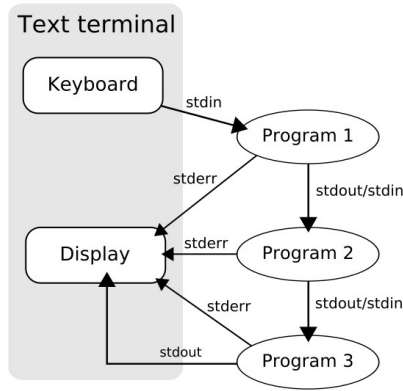 Text terminal
Keyboard
stdin
Program 1
stderr
stdout/stdin
Display
stderr
Program 2
stderr
stdout/stdin
stdout
Program 3